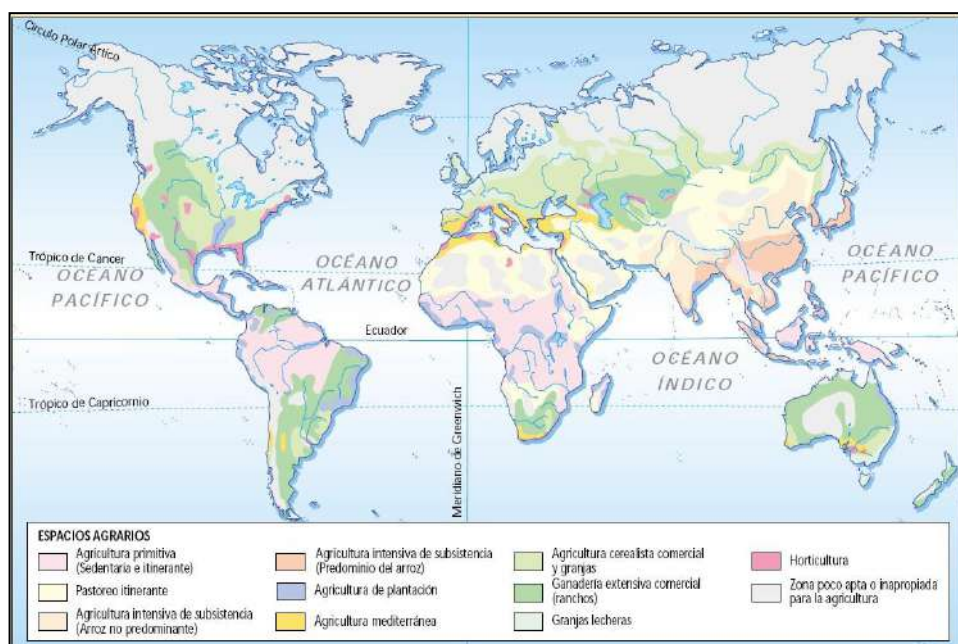 Círculo Polar Ártico
Trópico de Cancer
OCÉANO
PACÍFICO
OCÉANO
ATLÁNTICO
OCÉANO
PACÍFICO
Ecuador
OCÉANO
ÍNDICO
Trópico de Capricornio
Meridiano de Greenwich
ESPACIOS AGRARIOS
Agricultura primitiva
(Sedentaria e itinerante)
Pastoreo itinerante
Agricultura intensiva de subsistencia
(Arroz no predominante)
Agricultura intensiva de subsistencia
(Predominio del arroz)
Agricultura de plantación
Agricultura mediterránea
Agricultura cerealista comercial
y granjas
Ganadería extensiva comercial
(ranchos)
Granjas lecheras
Horticultura
Zona poco apta o inapropiada
para la agricultura